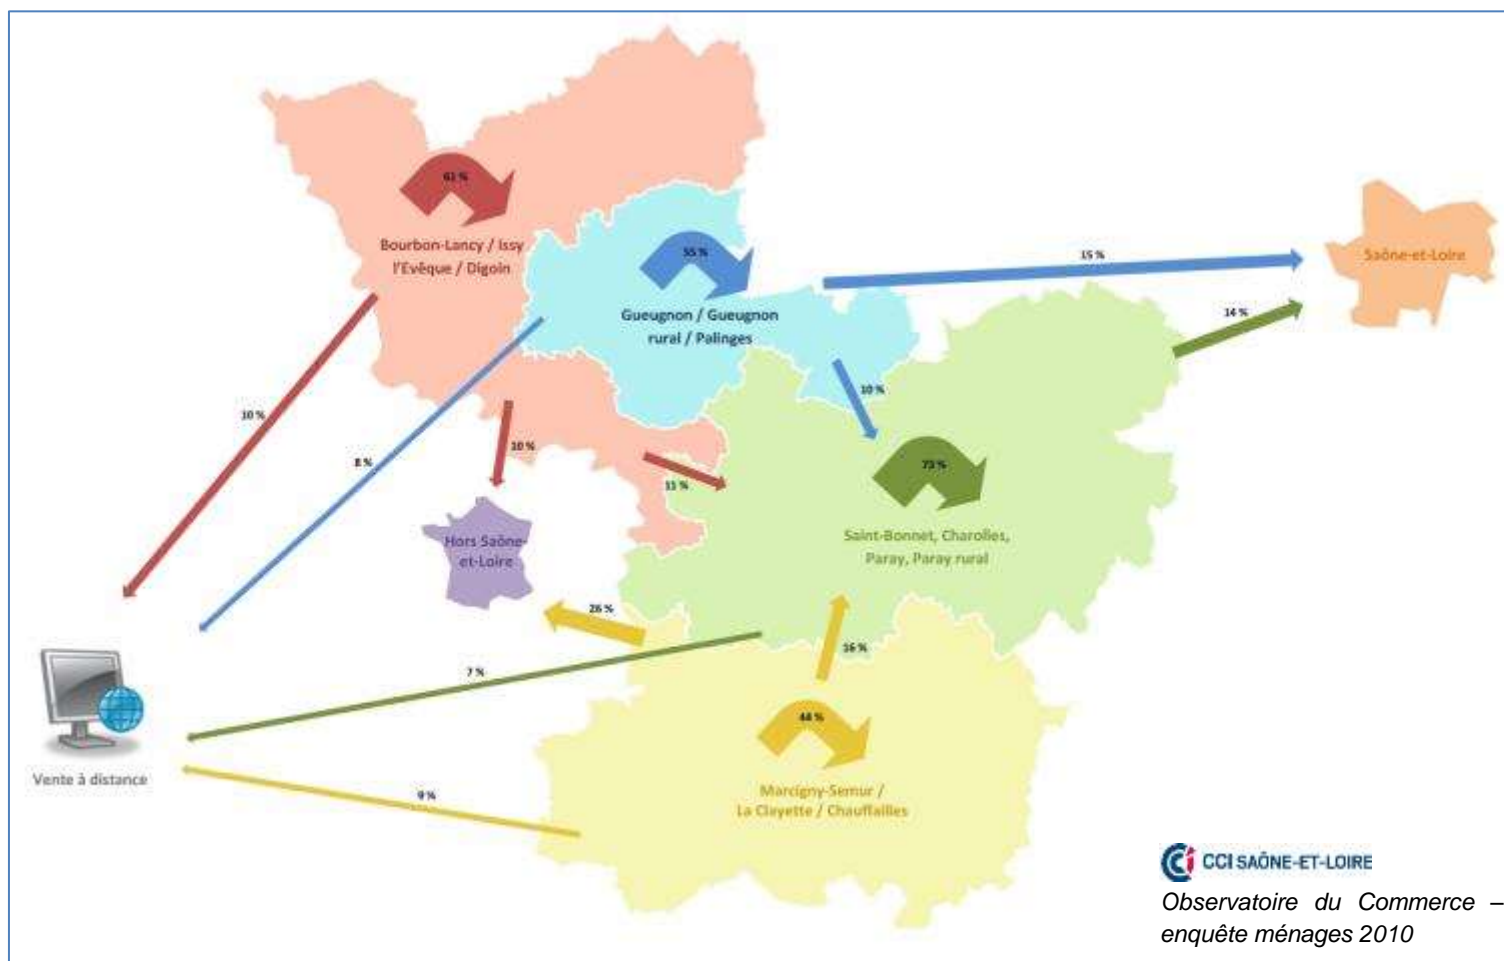 61 %
Bourbon-Lancy / Issy
l'Evêque / Digoin
55 %
Gueugnon / Gueugnon
rural / Palinges
15 %
Saône-et-Loire
14 %
10 %
10 %
8 %
10 %
11 %
73 %
Saint-Bonnet, Charolles,
Paray, Paray rural
Hors Saône-
et-Loire
26 %
16 %
7 %
44 %
Vente à distance
9 %
Marcigny-Semur /
La Clayette / Chauffailles
CCI SAÔNE-ET-LOIRE
Observatoire du Commerce –
enquête ménages 2010